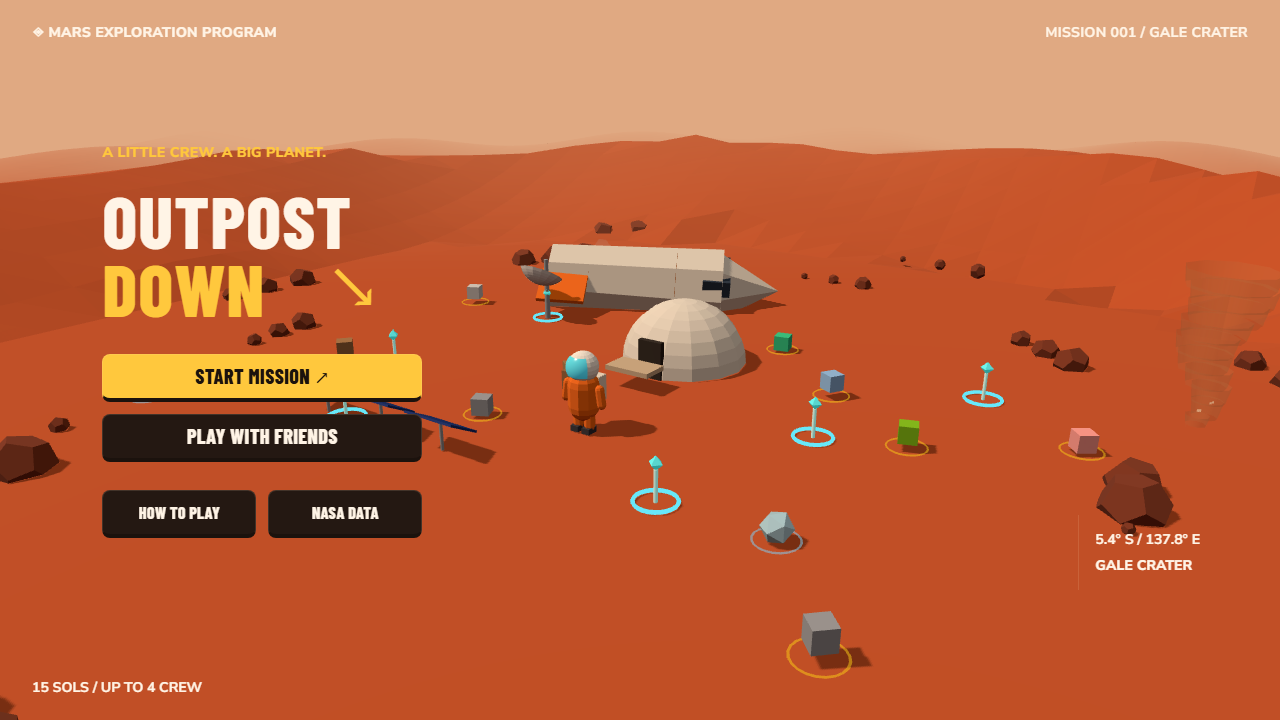 MARS EXPLORATION PROGRAM
MISSION 001 / GALE CRATER
A LITTLE CREW. A BIG PLANET.
OUTPOST
DOWN ↘
START MISSION ↗
PLAY WITH FRIENDS
HOW TO PLAY
NASA DATA
5.4° S / 137.8° E
GALE CRATER
15 SOLS / UP TO 4 CREW